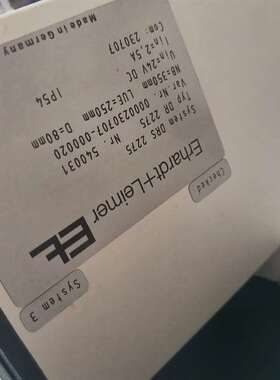 Erhardt+Leimer
System DRS 2275 Nr. 540031
Typ DR 2275
Var.Nr. 0000230707-000020
NB=350mm LUE=250mm D=80mm
Uin=24V DC
Iin=2,5A
Com: 230707 IP54
Made in Germany
Checked
System 3